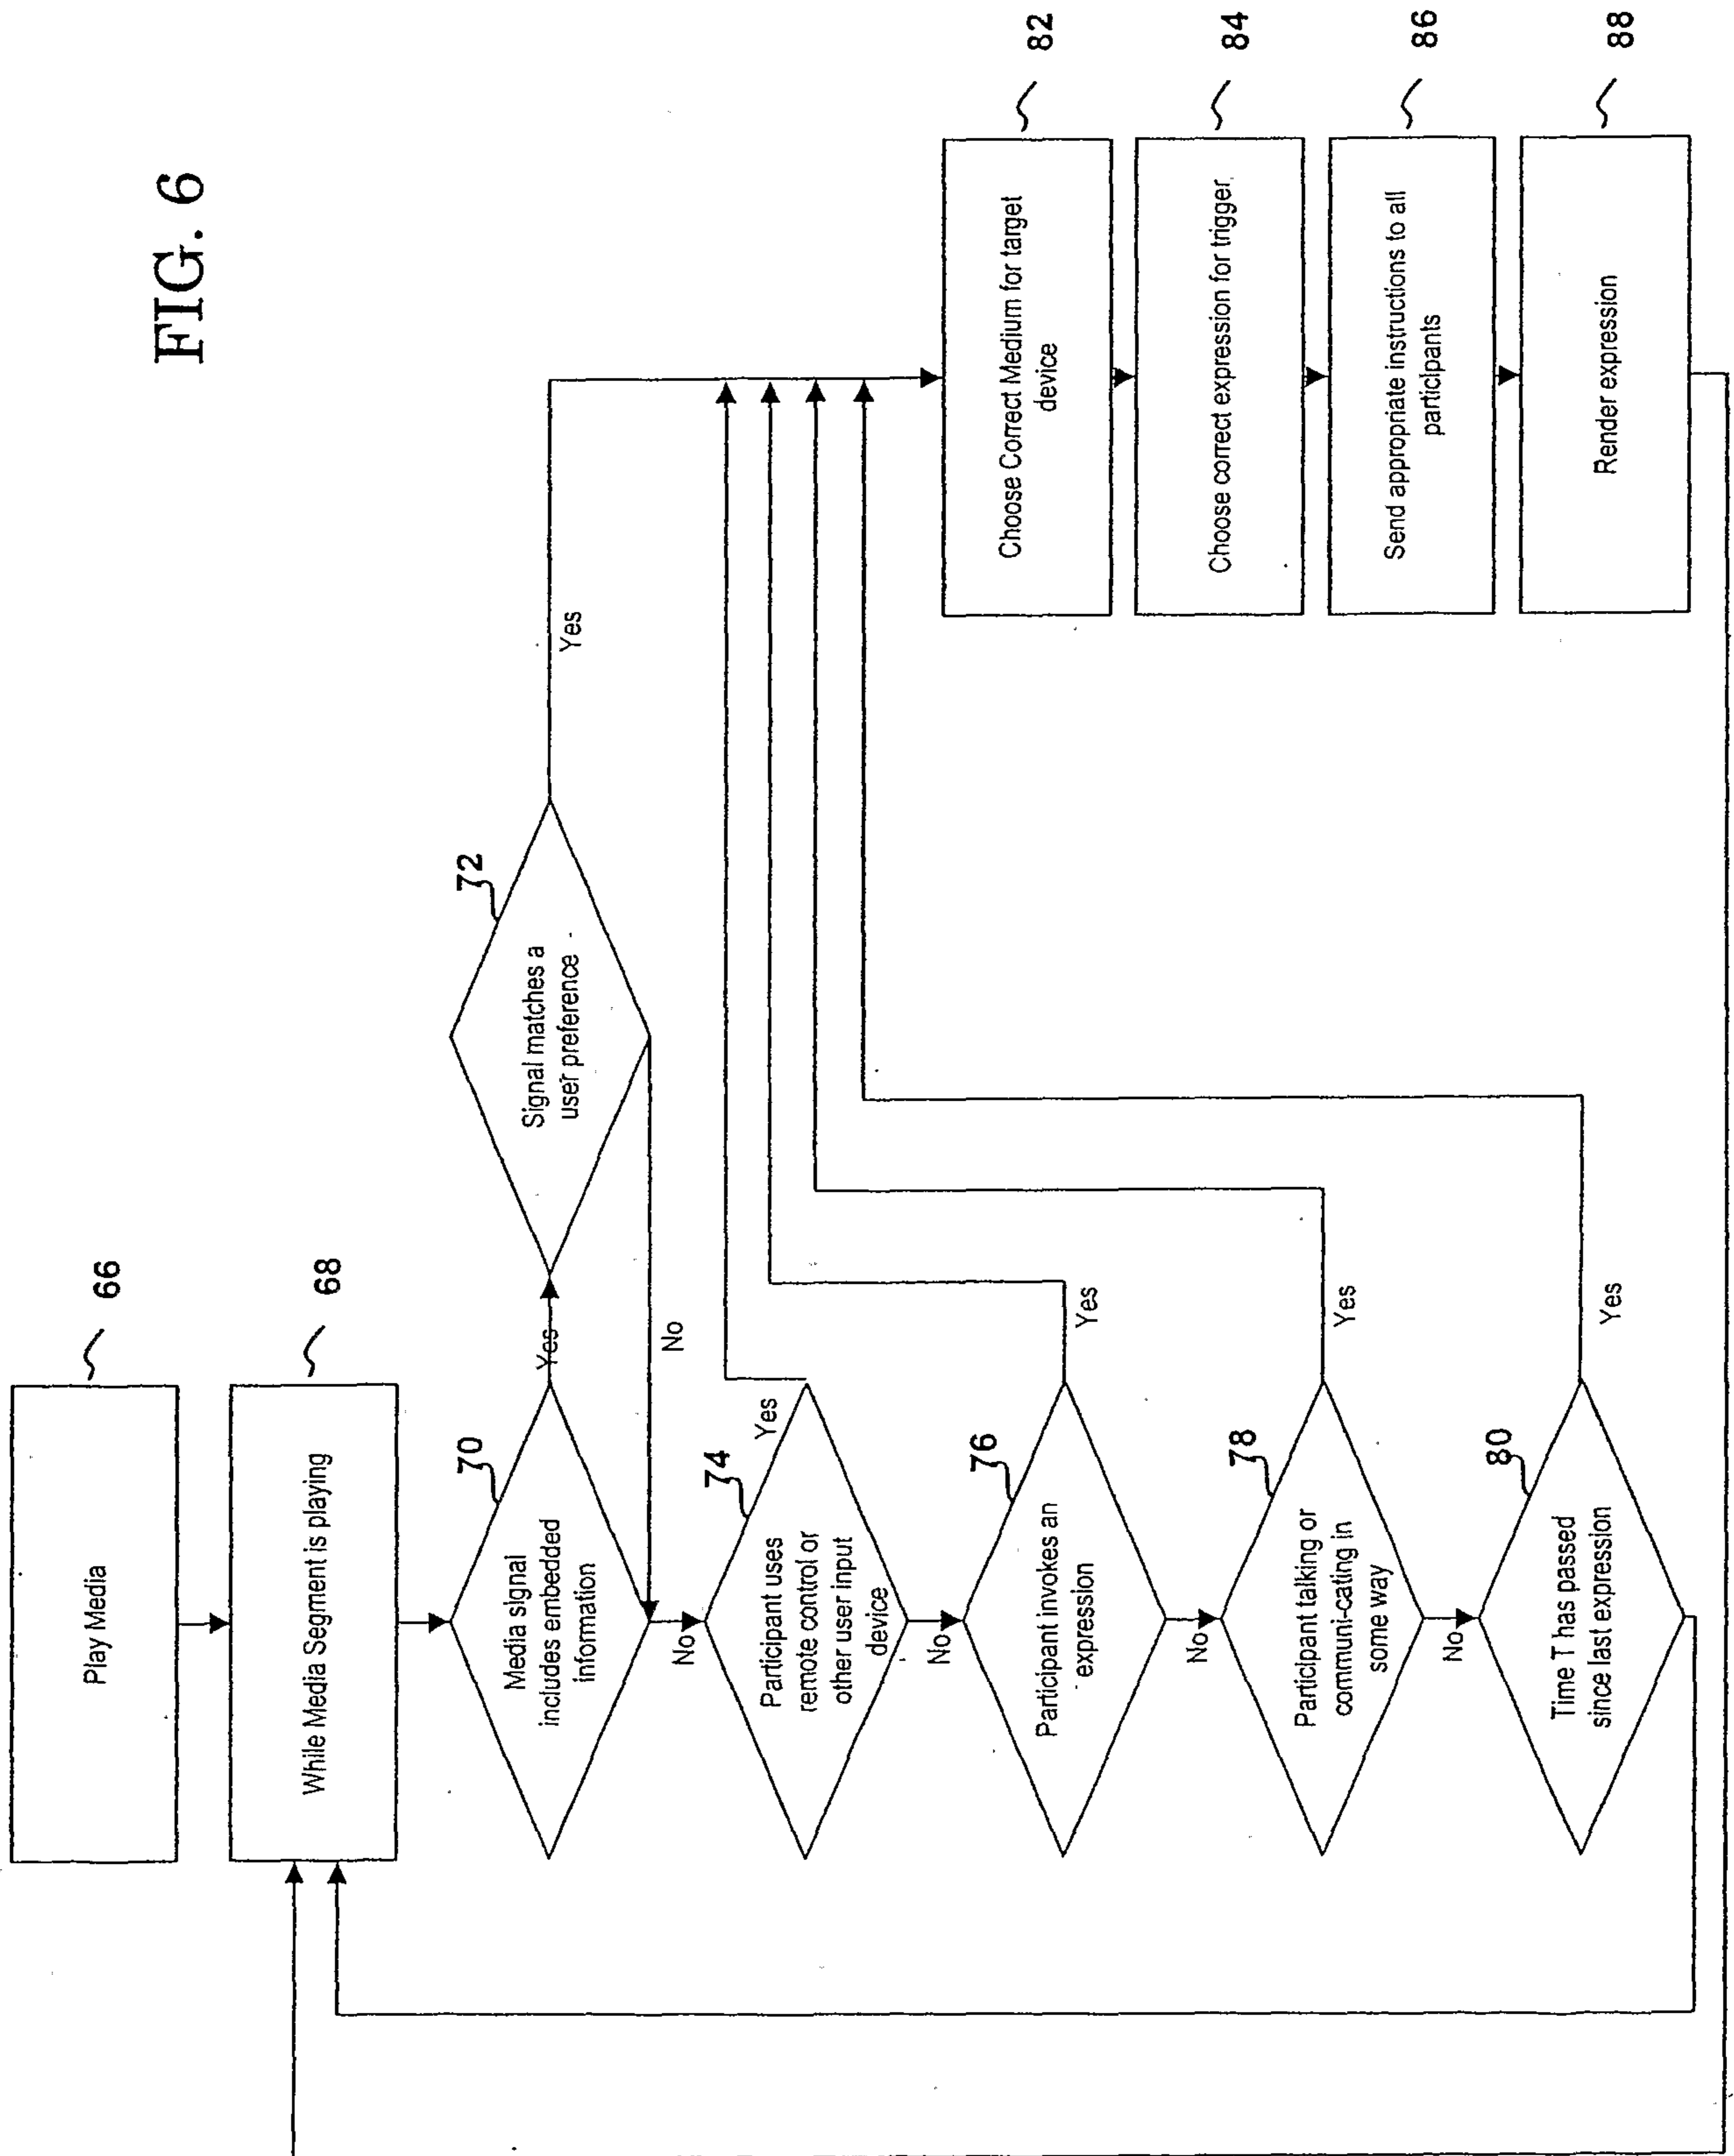 FIG. 6
Play Media
66
While Media Segment is playing
68
70
Media signal
includes embedded
information
Yes
72
Signal matches a
user preference
Yes
No
No
74
Participant uses
remote control or
other user input
device
Yes
No
76
Participant invokes an
expression
Yes
No
78
Participant talking or
communi-cating in
some way
Yes
No
80
Time T has passed
since last expression
Yes
Choose Correct Medium for target
device
82
Choose correct expression for trigger
84
Send appropriate instructions to all
participants
86
Render expression
88